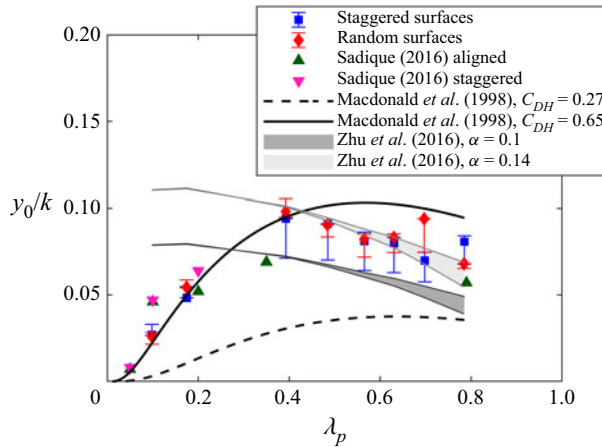 0.20
0.15
0.10
0.05
y₀/k
0
0.2
0.4
0.6
0.8
1.0
λₚ
Staggered surfaces
Random surfaces
Sadique (2016) aligned
Sadique (2016) staggered
Macdonald et al. (1998), C_DH = 0.27
Macdonald et al. (1998), C_DH = 0.65
Zhu et al. (2016), α = 0.1
Zhu et al. (2016), α = 0.14